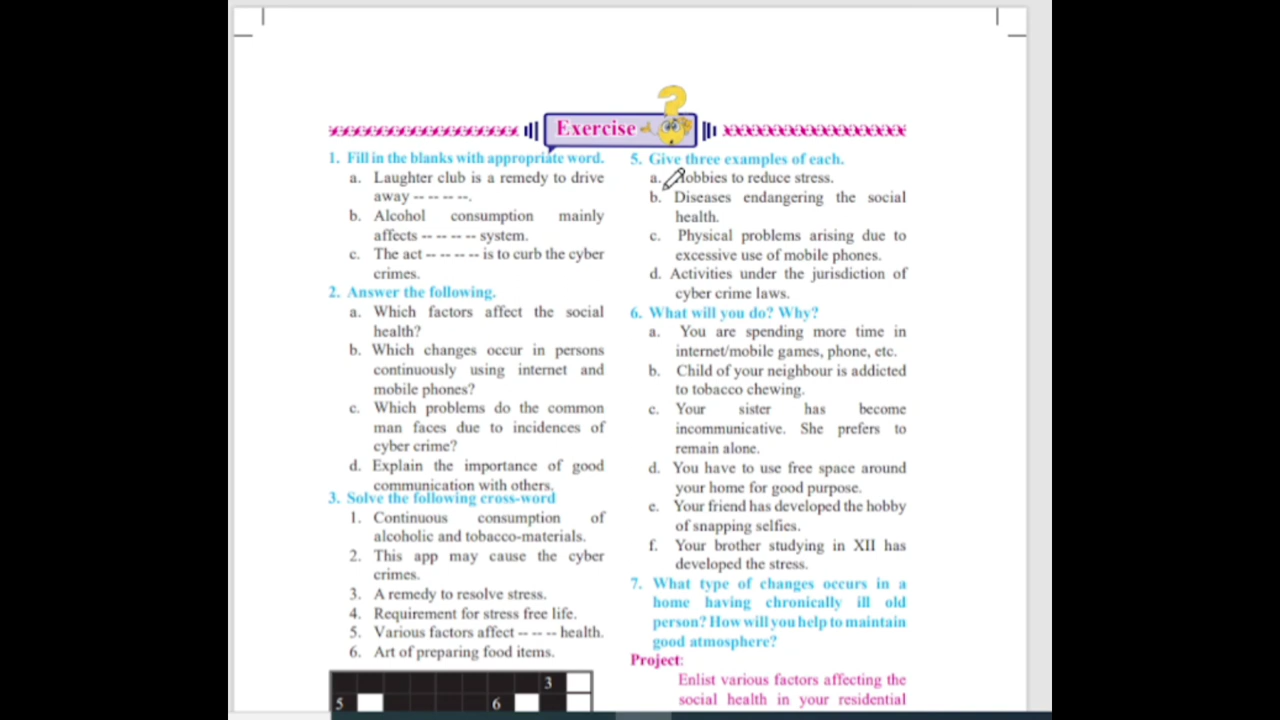 Exercise
1. Fill in the blanks with appropriate word.
a. Laughter club is a remedy to drive
away -- -- -- --.
b. Alcohol consumption mainly
affects -- -- -- -- system.
c. The act -- -- -- -- is to curb the cyber
crimes.
2. Answer the following.
a. Which factors affect the social
health?
b. Which changes occur in persons
continuously using internet and
mobile phones?
c. Which problems do the common
man faces due to incidences of
cyber crime?
d. Explain the importance of good
communication with others.
3. Solve the following cross-word
1. Continuous consumption of
alcoholic and tobacco-materials.
2. This app may cause the cyber
crimes.
3. A remedy to resolve stress.
4. Requirement for stress free life.
5. Various factors affect -- -- -- health.
6. Art of preparing food items.
3
5 6
5. Give three examples of each.
a. Hobbies to reduce stress.
b. Diseases endangering the social
health.
c. Physical problems arising due to
excessive use of mobile phones.
d. Activities under the jurisdiction of
cyber crime laws.
6. What will you do? Why?
a. You are spending more time in
internet/mobile games, phone, etc.
b. Child of your neighbour is addicted
to tobacco chewing.
c. Your sister has become
incommunicative. She prefers to
remain alone.
d. You have to use free space around
your home for good purpose.
e. Your friend has developed the hobby
of snapping selfies.
f. Your brother studying in XII has
developed the stress.
7. What type of changes occurs in a
home having chronically ill old
person? How will you help to maintain
good atmosphere?
Project:
Enlist various factors affecting the
social health in your residential